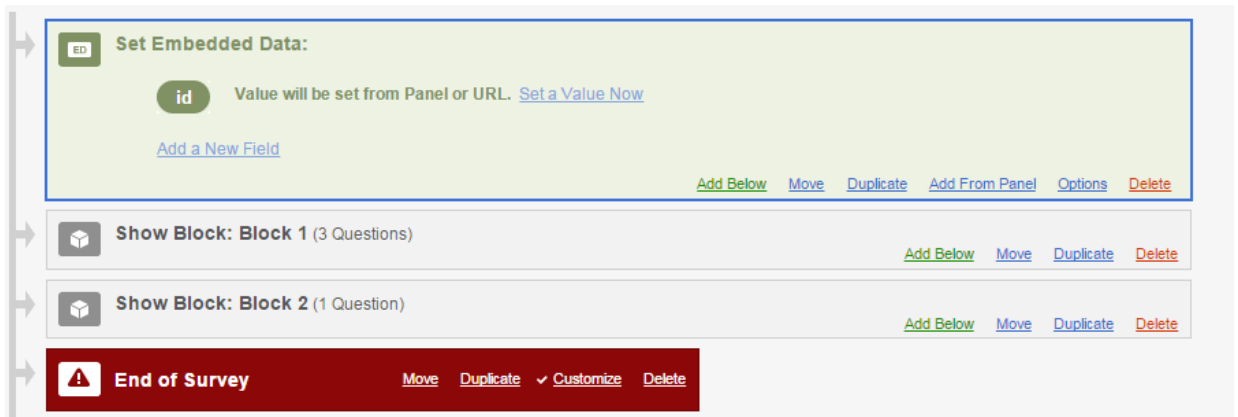 ED Set Embedded Data:
id Value will be set from Panel or URL. Set a Value Now
Add a New Field
Add Below Move Duplicate Add From Panel Options Delete
Show Block: Block 1 (3 Questions)
Add Below Move Duplicate Delete
Show Block: Block 2 (1 Question)
Add Below Move Duplicate Delete
End of Survey Move Duplicate Customize Delete